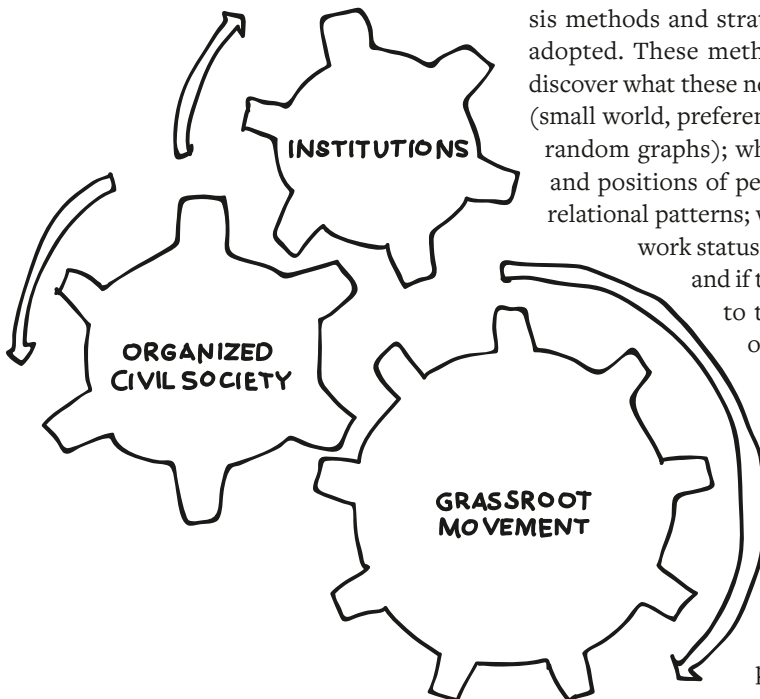 sis methods and strat
adopted. These meth
discover what these ne
(small world, preferen
random graphs); wh
and positions of pe
relational patterns; w
work status
and if t
to t
o
INSTITUTIONS
ORGANIZED
CIVIL SOCIETY
GRASSROOT
MOVEMENT